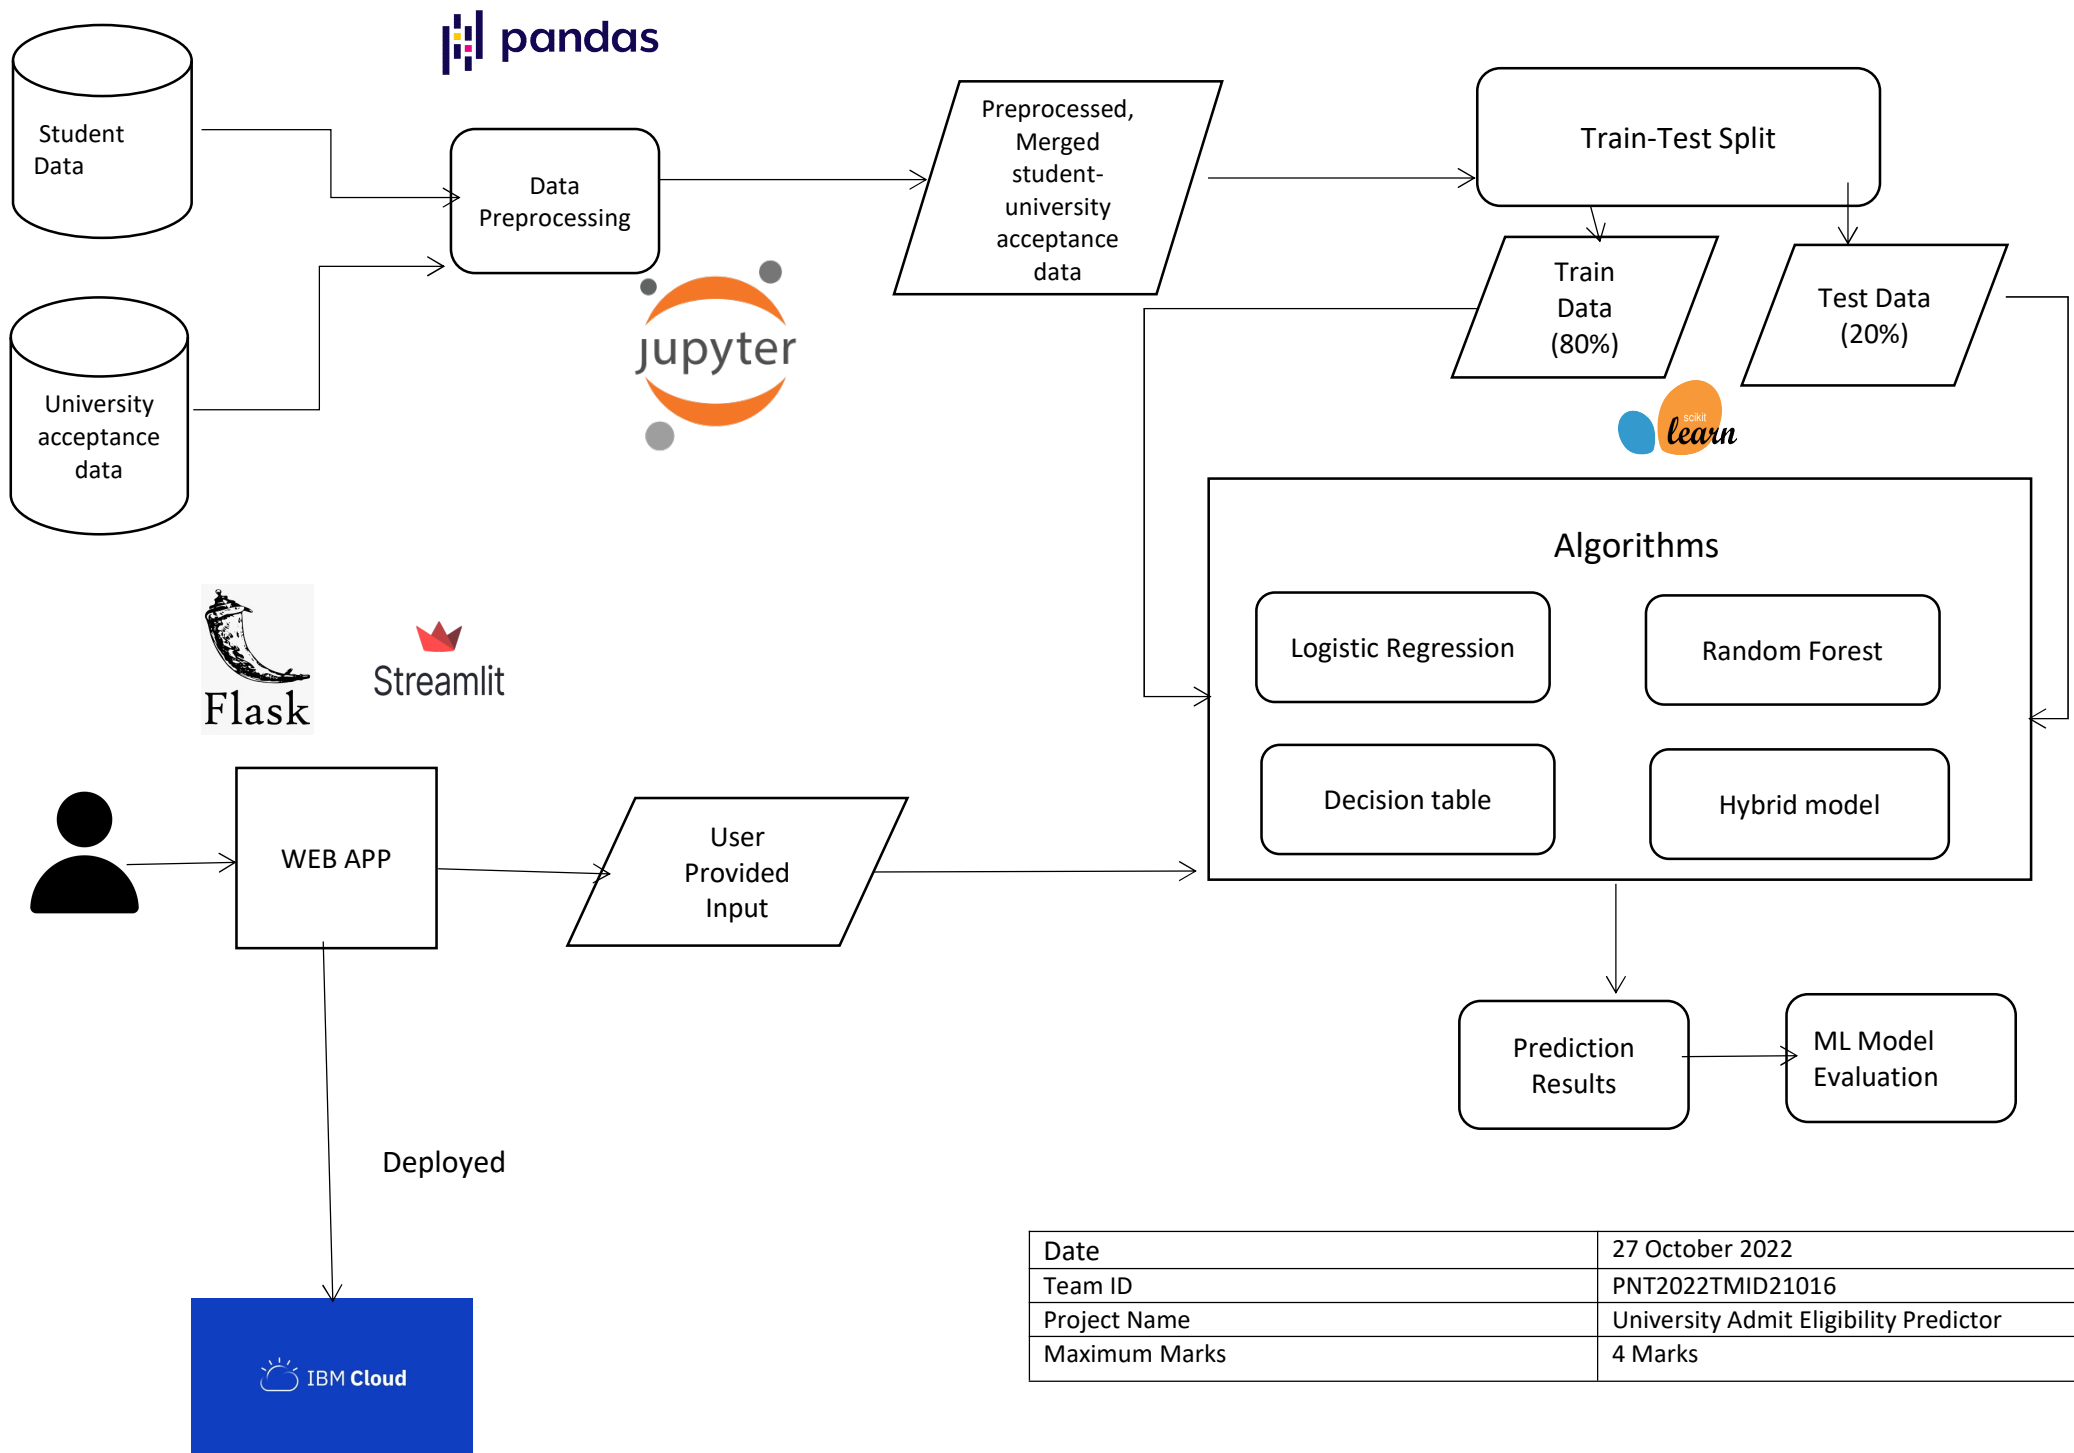 pandas
Student
Data
Data
Preprocessing
Preprocessed,
Merged
student-
university
acceptance
data
Train-Test Split
Train
Data
(80%)
Test Data
(20%)
University
acceptance
data
jupyter
scikit
learn
Algorithms
Logistic Regression
Random Forest
Decision table
Hybrid model
Flask
Streamlit
WEB APP
User
Provided
Input
Prediction
Results
ML Model
Evaluation
Deployed
IBM Cloud
Date 27 October 2022
Team ID PNT2022TMID21016
Project Name University Admit Eligibility Predictor
Maximum Marks 4 Marks